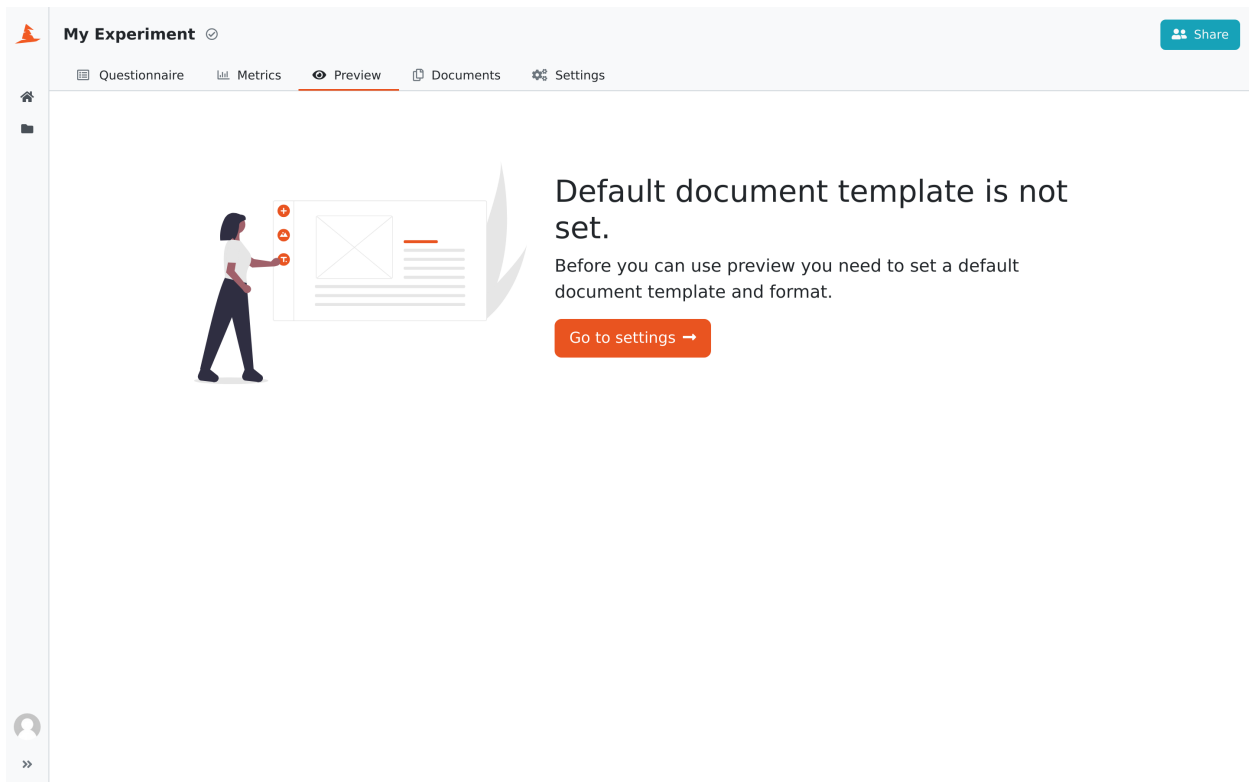 My Experiment
Share
Questionnaire
Metrics
Preview
Documents
Settings
Default document template is not
set.
Before you can use preview you need to set a default
document template and format.
Go to settings